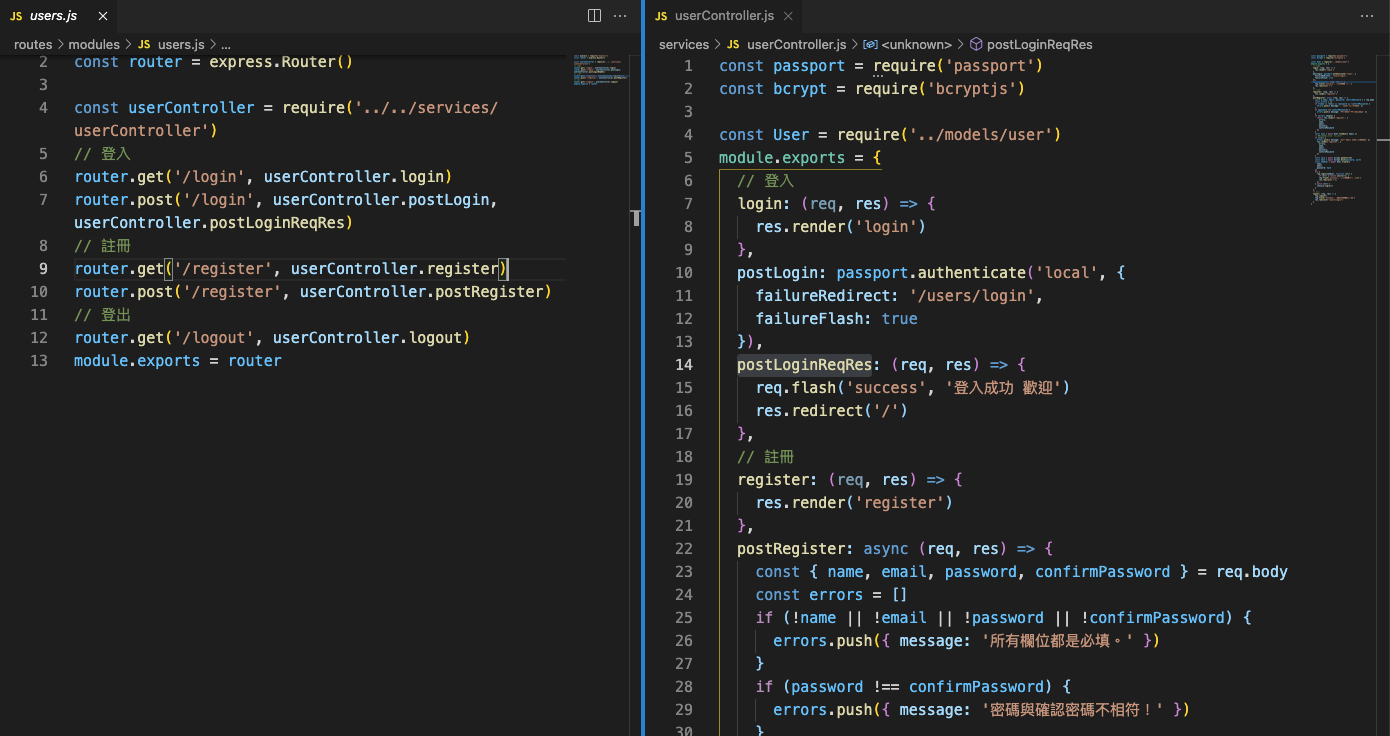 JS users.js
routes > modules > JS users.js > ...
2 const router = express.Router()
3
4 const userController = require('../../services/
userController')
5 // 登入
6 router.get('/login', userController.login)
7 router.post('/login', userController.postLogin,
userController.postLoginReqRes)
8 // 註冊
9 router.get('/register', userController.register)
10 router.post('/register', userController.postRegister)
11 // 登出
12 router.get('/logout', userController.logout)
13 module.exports = router
JS userController.js
services > JS userController.js > <unknown> > postLoginReqRes
1 const passport = require('passport')
2 const bcrypt = require('bcryptjs')
3
4 const User = require('../models/user')
5 module.exports = {
6 // 登入
7 login: (req, res) => {
8 res.render('login')
9 },
10 postLogin: passport.authenticate('local', {
11 failureRedirect: '/users/login',
12 failureFlash: true
13 }),
14 postLoginReqRes: (req, res) => {
15 req.flash('success', '登入成功 歡迎')
16 res.redirect('/')
17 },
18 // 註冊
19 register: (req, res) => {
20 res.render('register')
21 },
22 postRegister: async (req, res) => {
23 const { name, email, password, confirmPassword } = req.body
24 const errors = []
25 if (!name || !email || !password || !confirmPassword) {
26 errors.push({ message: '所有欄位都是必填。' })
27 }
28 if (password !== confirmPassword) {
29 errors.push({ message: '密碼與確認密碼不相符！' })
30 }